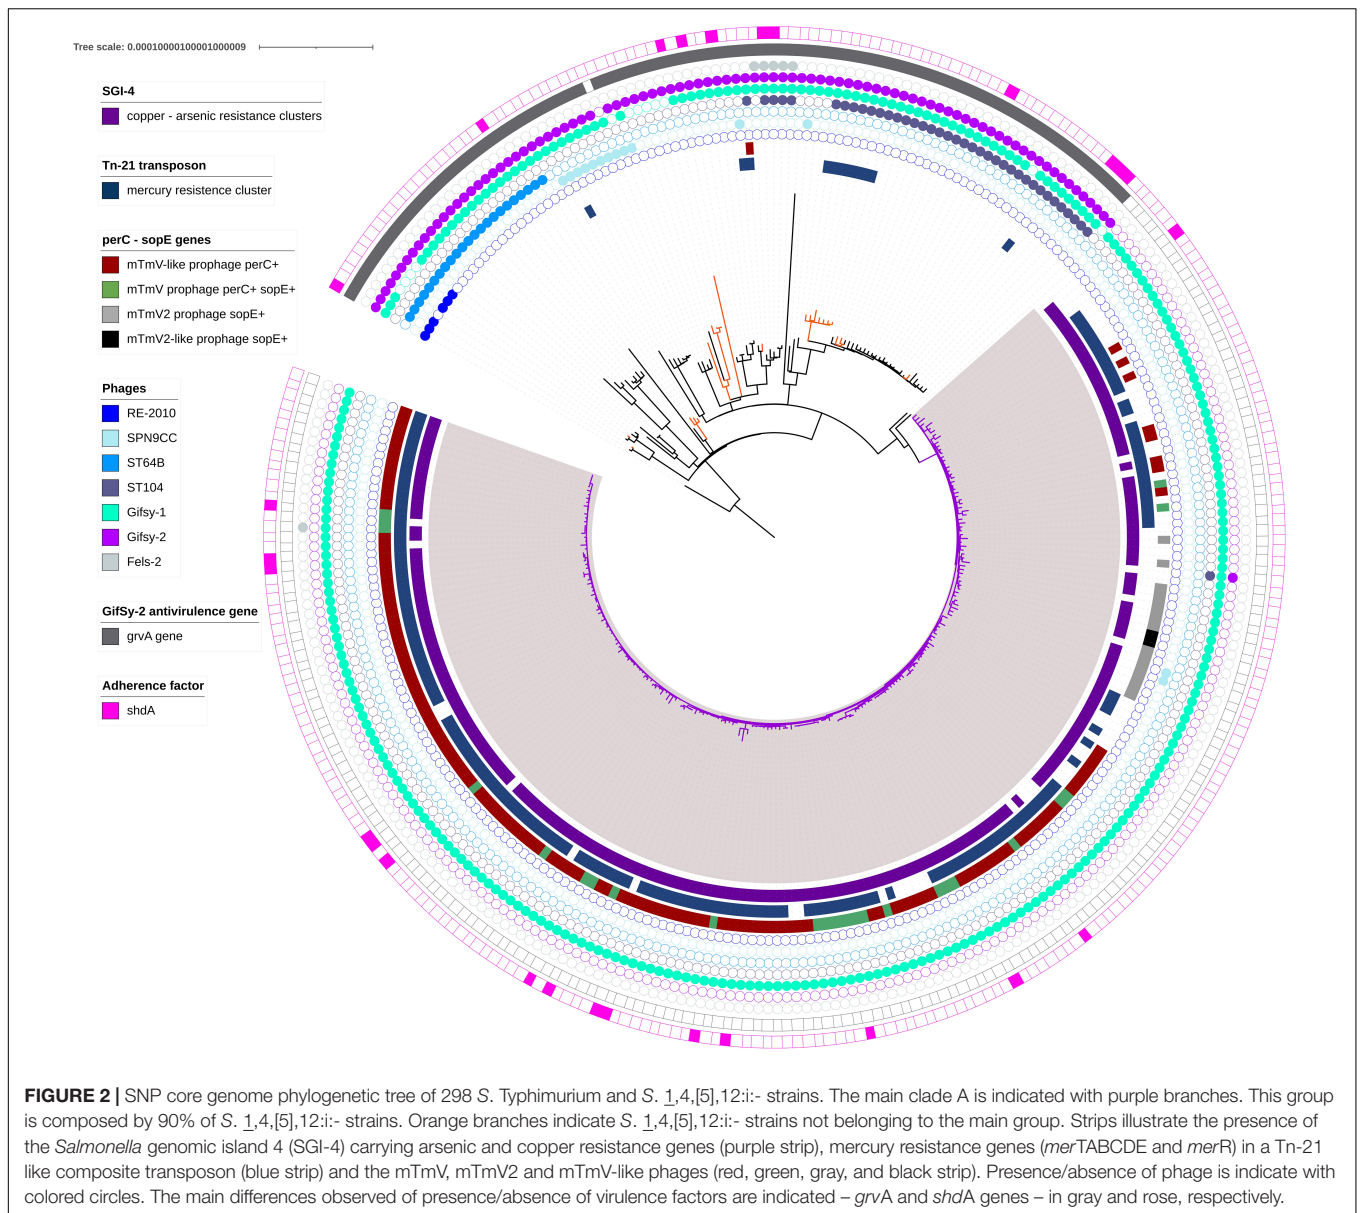 Tree scale: 0.00010000100001000009
SGI-4
copper - arsenic resistance clusters
Tn-21 transposon
mercury resistence cluster
perC - sopE genes
mTmV-like prophage perC+
mTmV prophage perC+ sopE+
mTmV2 prophage sopE+
mTmV2-like prophage sopE+
Phages
RE-2010
SPN9CC
ST64B
ST104
Gifsy-1
Gifsy-2
Fels-2
GifSy-2 antivirulence gene
grvA gene
Adherence factor
shdA
FIGURE 2 | SNP core genome phylogenetic tree of 298 S. Typhimurium and S. 1,4,[5],12:i:- strains. The main clade A is indicated with purple branches. This group
is composed by 90% of S. 1,4,[5],12:i:- strains. Orange branches indicate S. 1,4,[5],12:i:- strains not belonging to the main group. Strips illustrate the presence of
the Salmonella genomic island 4 (SGI-4) carrying arsenic and copper resistance genes (purple strip), mercury resistance genes (merTABCDE and merR) in a Tn-21
like composite transposon (blue strip) and the mTmV, mTmV2 and mTmV-like phages (red, green, gray, and black strip). Presence/absence of phage is indicate with
colored circles. The main differences observed of presence/absence of virulence factors are indicated – grvA and shdA genes – in gray and rose, respectively.